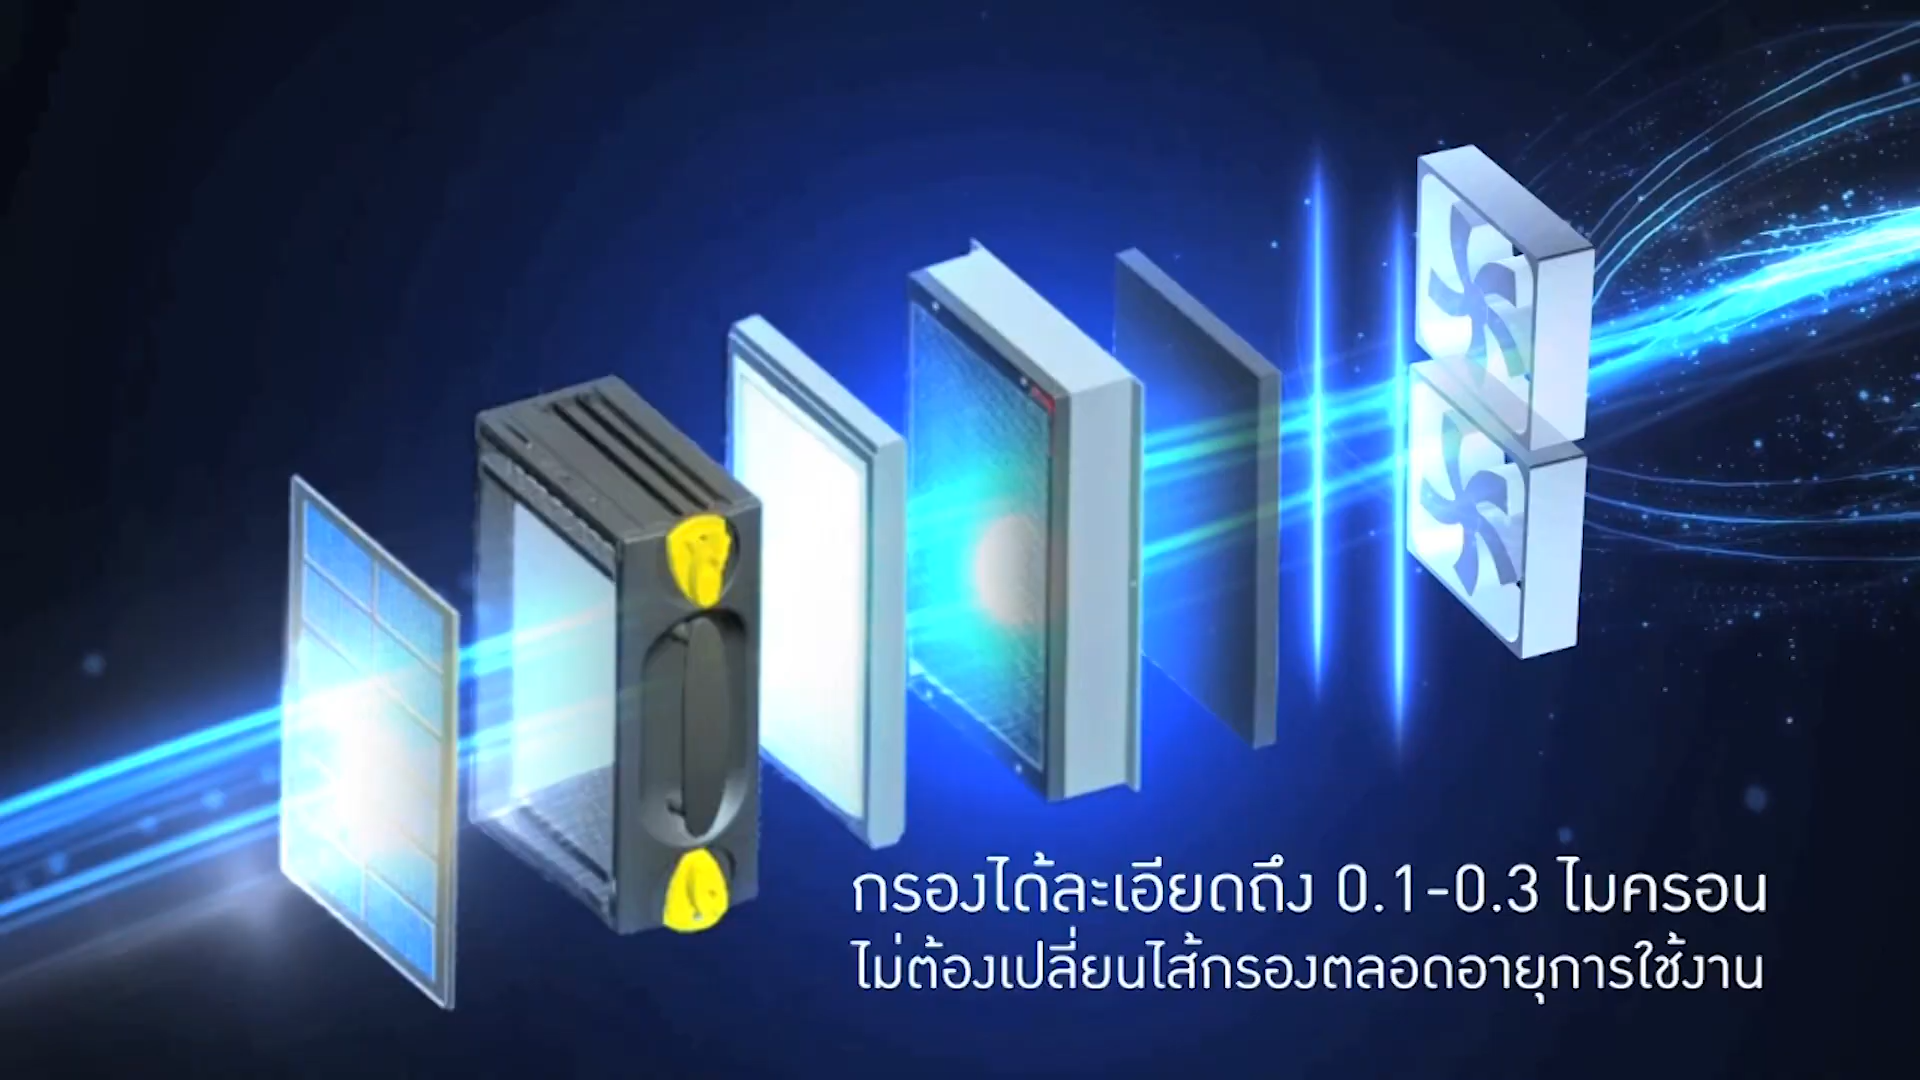 กรองได้ละเอียดถึง 0.1-0.3 ไมครอน
ไม่ต้องเปลี่ยนไส้กรองตลอดอายุการใช้งาน